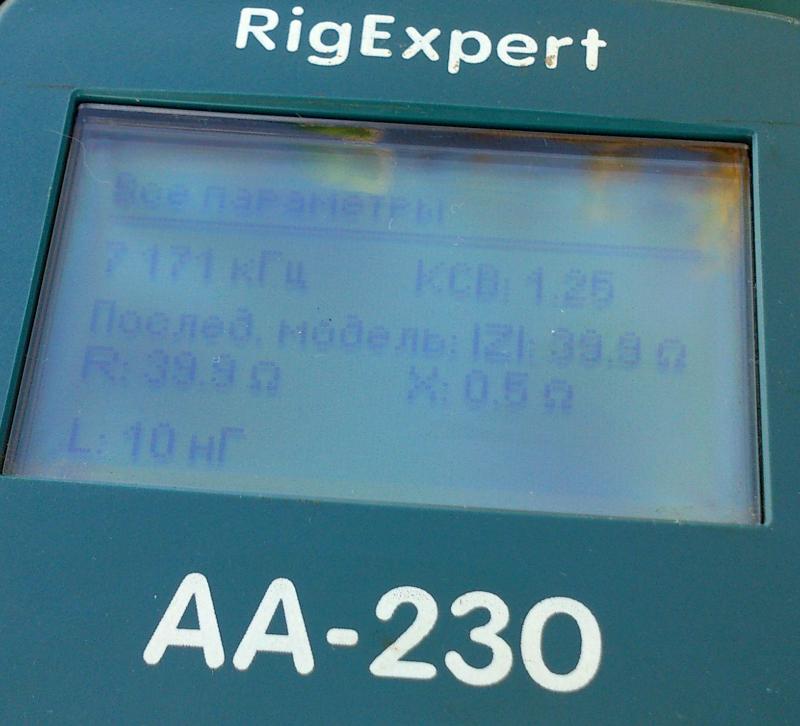 RigExpert
Все параметры
7 171 кГц КСВ: 1.25
Послед. модель: |Z|: 39.9 Ω
R: 39.9 Ω X: 0.5 Ω
L: 10 нГ
AA-230